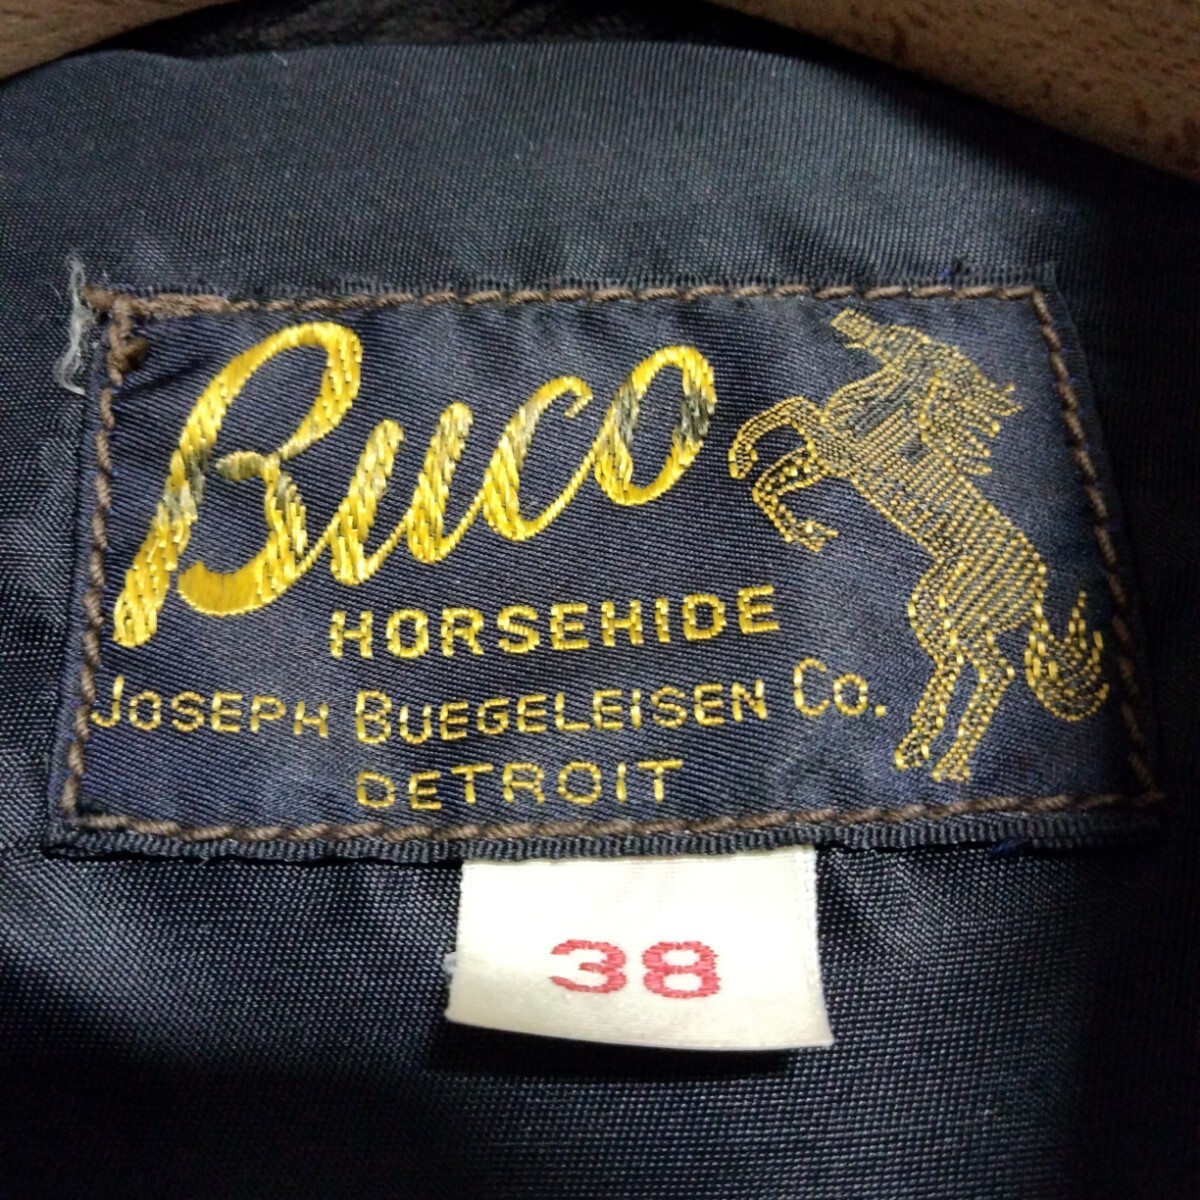 Buco
HORSEHIDE
JOSEPH BUEGELEISEN CO.
DETROIT
38